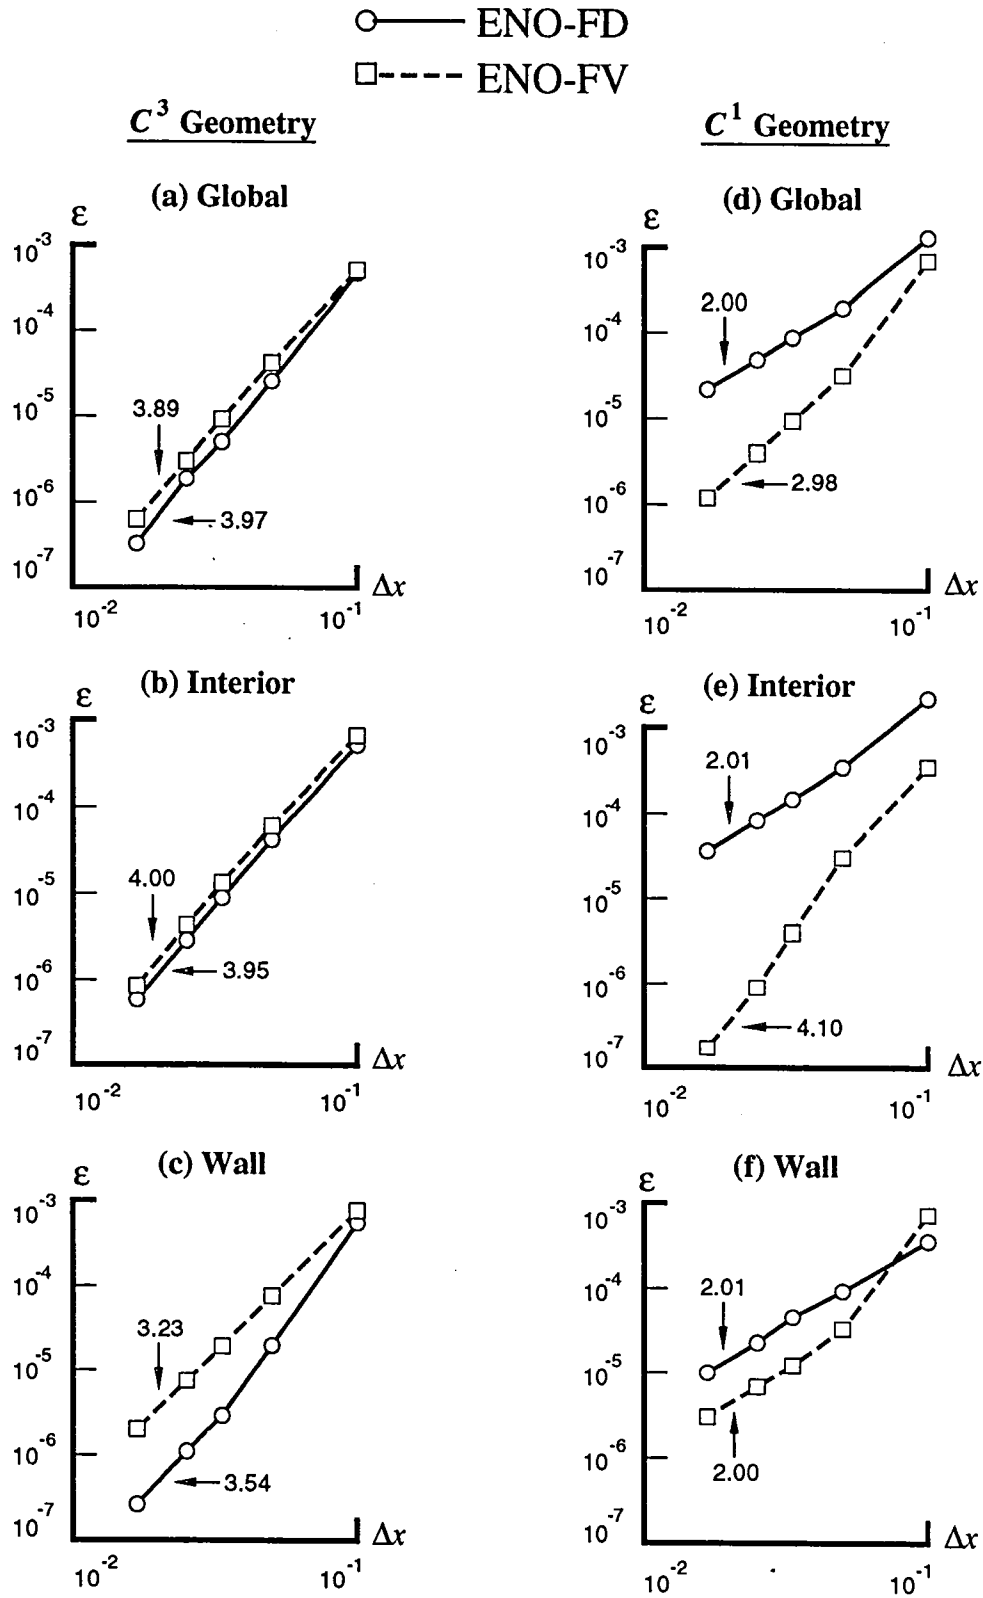 ENO-FD
ENO-FV
C³ Geometry
C¹ Geometry
(a) Global
ε
10⁻³
10⁻⁴
10⁻⁵
10⁻⁶
10⁻⁷
3.89
3.97
Δx
10⁻²
10⁻¹
(d) Global
ε
10⁻³
10⁻⁴
10⁻⁵
10⁻⁶
10⁻⁷
2.00
2.98
Δx
10⁻²
10⁻¹
(b) Interior
ε
10⁻³
10⁻⁴
10⁻⁵
10⁻⁶
10⁻⁷
4.00
3.95
Δx
10⁻²
10⁻¹
(e) Interior
ε
10⁻³
10⁻⁴
10⁻⁵
10⁻⁶
10⁻⁷
2.01
4.10
Δx
10⁻²
10⁻¹
(c) Wall
ε
10⁻³
10⁻⁴
10⁻⁵
10⁻⁶
10⁻⁷
3.23
3.54
Δx
10⁻²
10⁻¹
(f) Wall
ε
10⁻³
10⁻⁴
10⁻⁵
10⁻⁶
10⁻⁷
2.01
2.00
Δx
10⁻²
10⁻¹